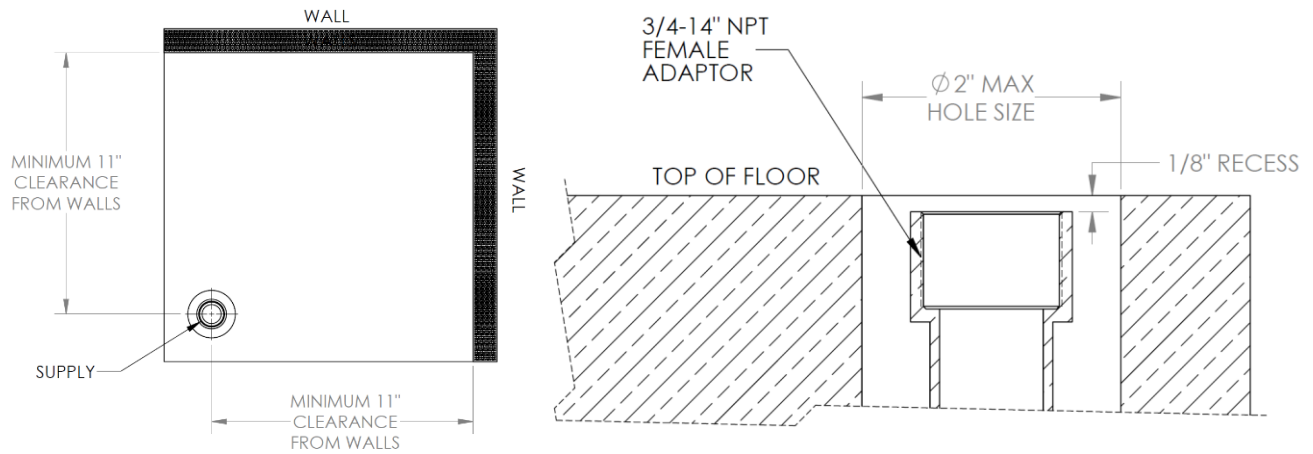 WALL
MINIMUM 11"
CLEARANCE
FROM WALLS
WALL
SUPPLY
MINIMUM 11"
CLEARANCE
FROM WALLS
3/4-14" NPT
FEMALE
ADAPTOR
Ø2" MAX
HOLE SIZE
1/8" RECESS
TOP OF FLOOR